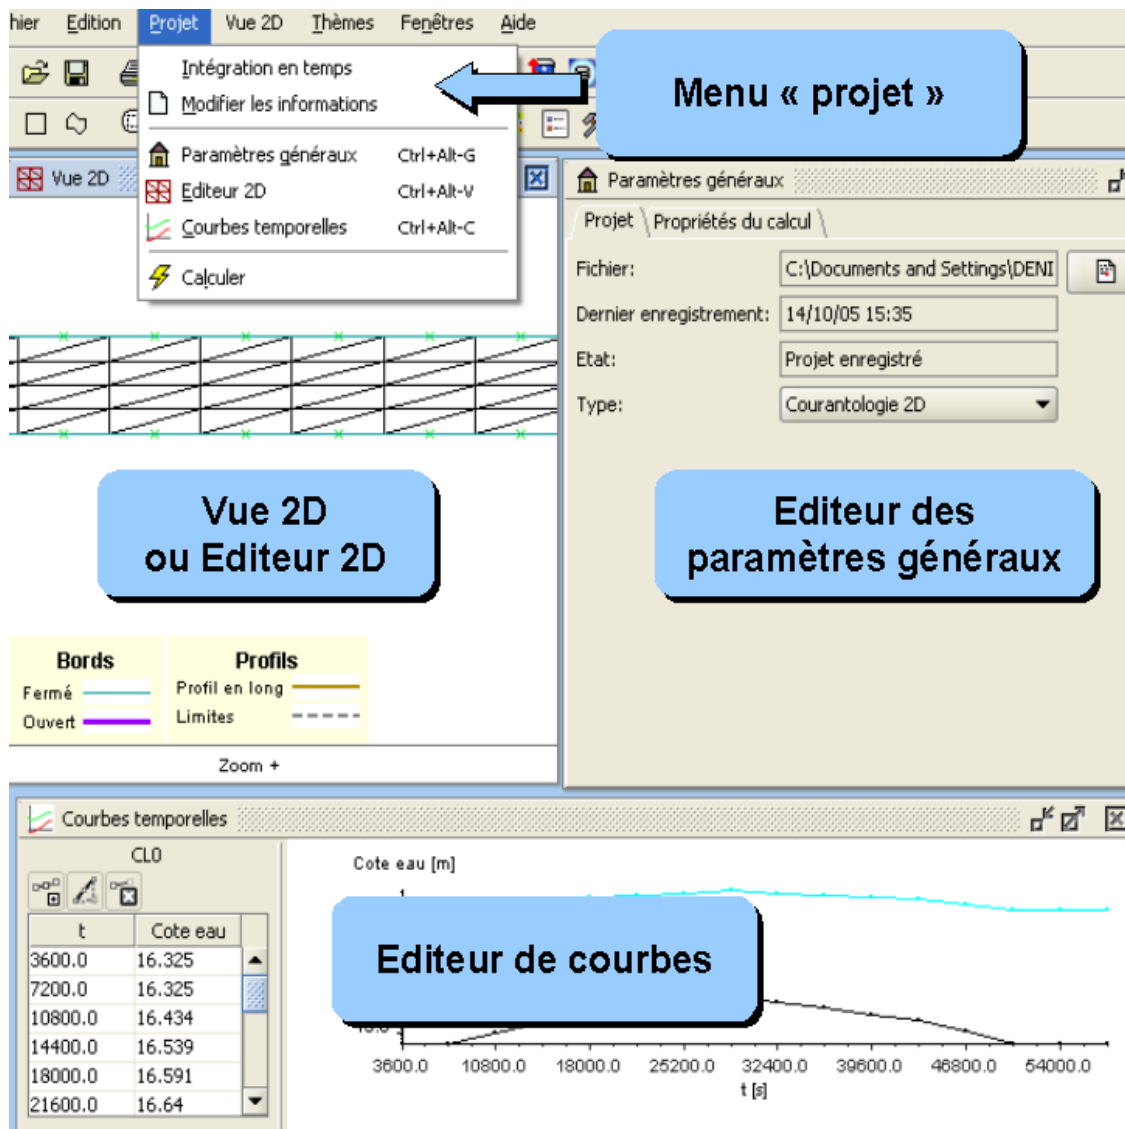 hier Edition Projet Vue 2D Thèmes Fenêtres Aide
Intégration en temps
Modifier les informations
Paramètres généraux Ctrl+Alt-G
Editeur 2D Ctrl+Alt-V
Courbes temporelles Ctrl+Alt-C
Calculer
Menu « projet »
Vue 2D
Paramètres généraux
Projet Propriétés du calcul
Fichier: C:\Documents and Settings\DENI
Dernier enregistrement: 14/10/05 15:35
Etat: Projet enregistré
Type: Courantologie 2D
Vue 2D
ou Editeur 2D
Editeur des
paramètres généraux
Bords Profils
Fermé Profil en long
Ouvert Limites
Zoom +
Courbes temporelles
CL0
t Cote eau
3600.0 16.325
7200.0 16.325
10800.0 16.434
14400.0 16.539
18000.0 16.591
21600.0 16.64
Cote eau [m]
1
Editeur de courbes
3600.0 10800.0 18000.0 25200.0 32400.0 39600.0 46800.0 54000.0
t [s]